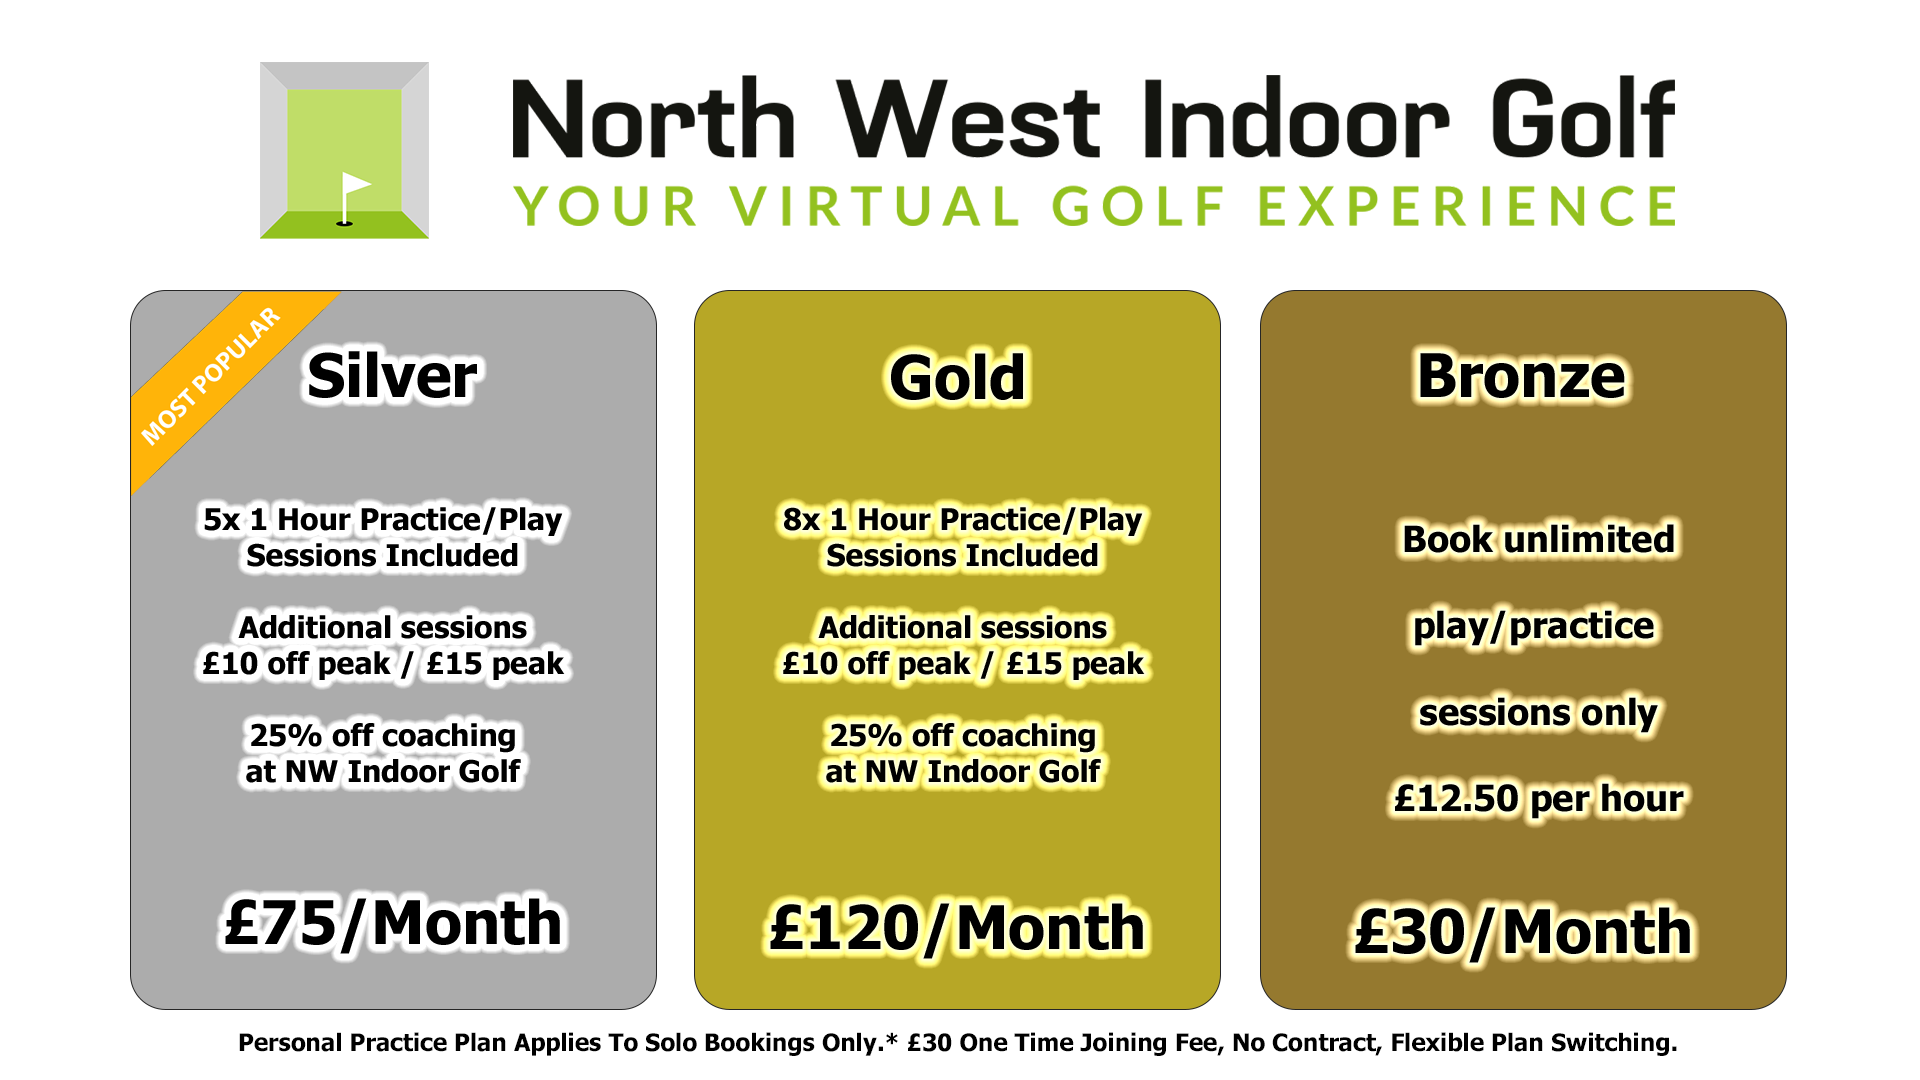 North West Indoor Golf
YOUR VIRTUAL GOLF EXPERIENCE
MOST POPULAR
Silver
5x 1 Hour Practice/Play
Sessions Included
Additional sessions
£10 off peak / £15 peak
25% off coaching
at NW Indoor Golf
£75/Month
Gold
8x 1 Hour Practice/Play
Sessions Included
Additional sessions
£10 off peak / £15 peak
25% off coaching
at NW Indoor Golf
£120/Month
Bronze
Book unlimited
play/practice
sessions only
£12.50 per hour
£30/Month
Personal Practice Plan Applies To Solo Bookings Only.* £30 One Time Joining Fee, No Contract, Flexible Plan Switching.